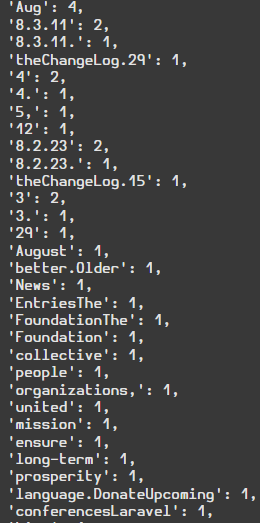 'Aug': 4,
'8.3.11': 2,
'8.3.11.': 1,
'theChangeLog.29': 1,
'4': 2,
'4.': 1,
'5,': 1,
'12': 1,
'8.2.23': 2,
'8.2.23.': 1,
'theChangeLog.15': 1,
'3': 2,
'3.': 1,
'29': 1,
'August': 1,
'better.Older': 1,
'News': 1,
'EntriesThe': 1,
'FoundationThe': 1,
'Foundation': 1,
'collective': 1,
'people': 1,
'organizations,': 1,
'united': 1,
'mission': 1,
'ensure': 1,
'long-term': 1,
'prosperity': 1,
'language.DonateUpcoming': 1,
'conferencesLaravel': 1,